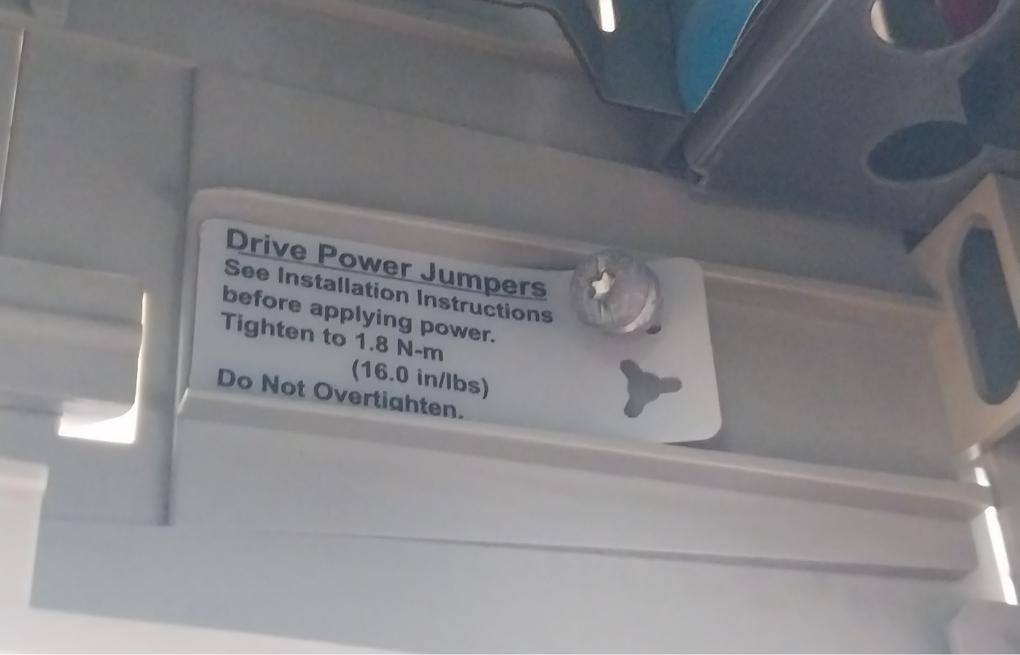 Drive Power Jumpers
See Installation Instructions
before applying power.
Tighten to 1.8 N-m
(16.0 in/lbs)
Do Not Overtighten.